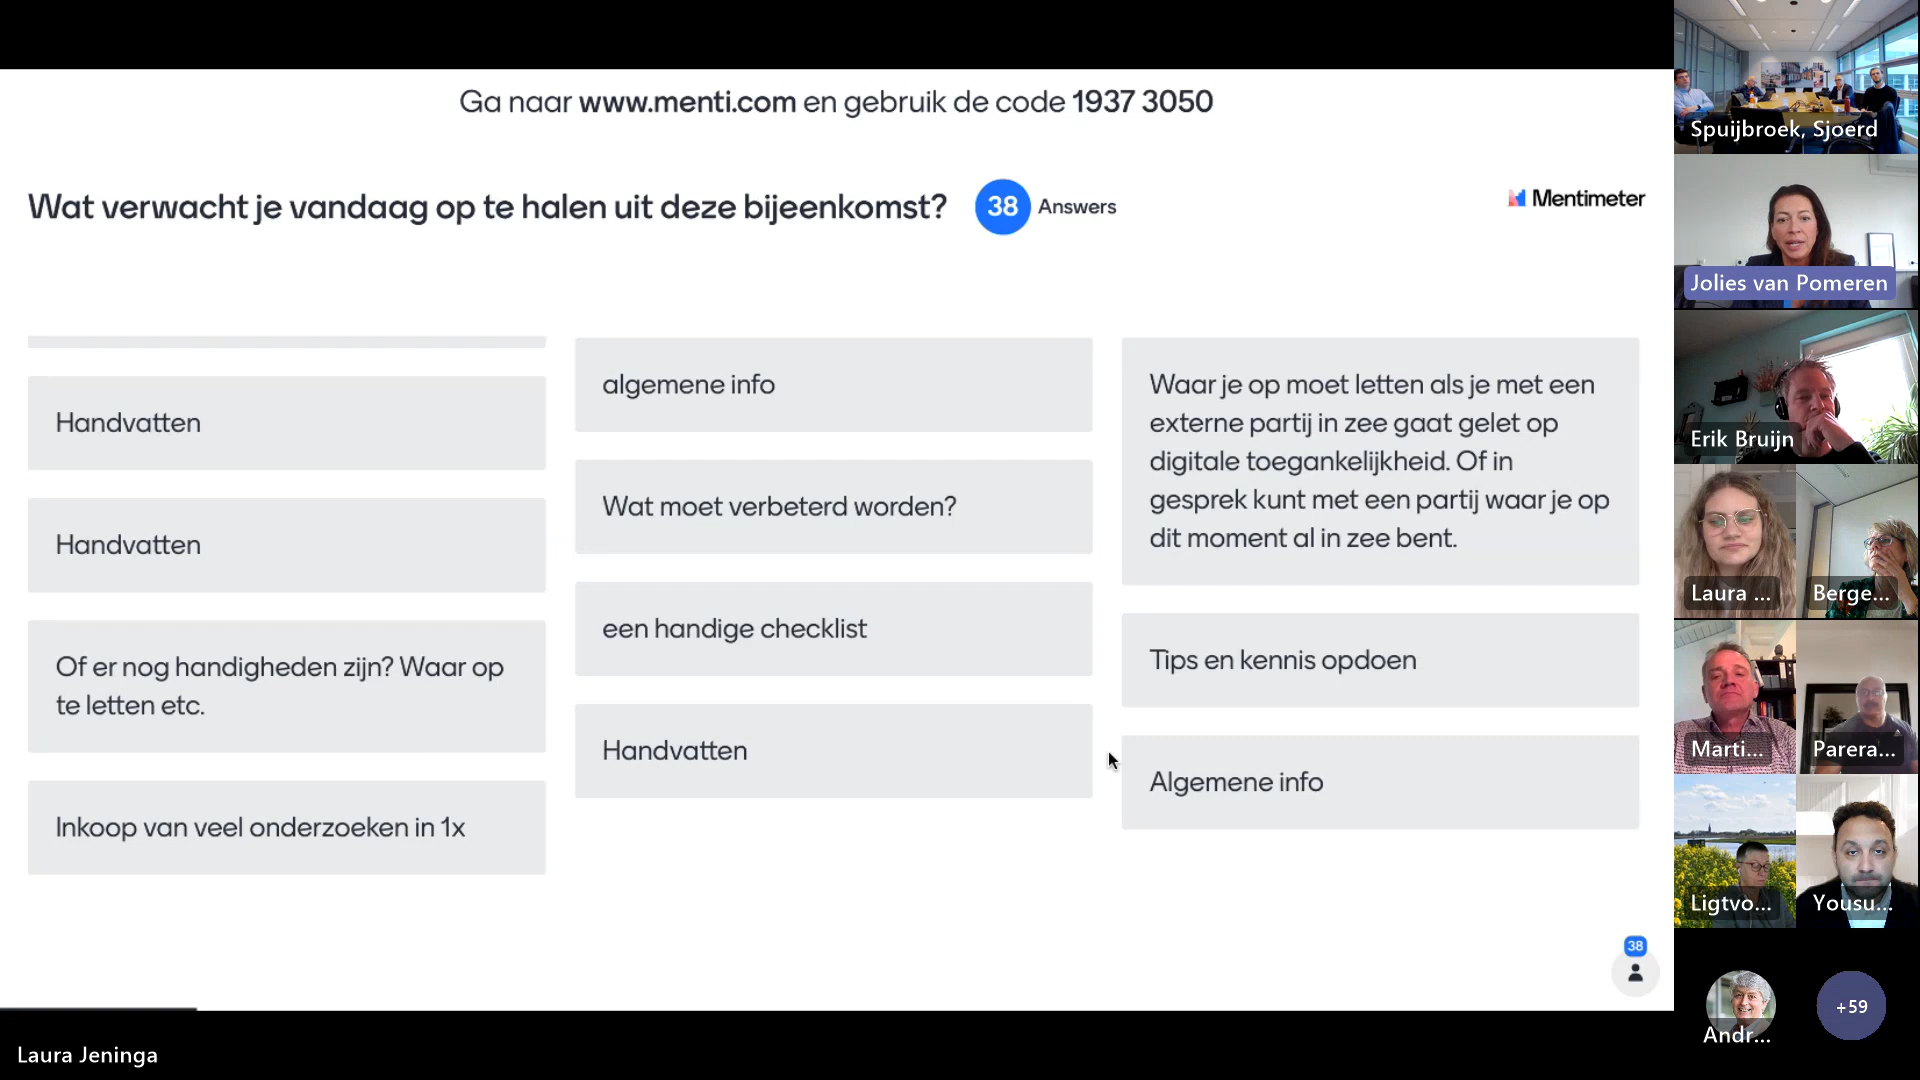 Ga naar www.menti.com en gebruik de code 1937 3050
Wat verwacht je vandaag op te halen uit deze bijeenkomst?
38 Answers
Mentimeter
Handvatten
Handvatten
Of er nog handigheden zijn? Waar op
te letten etc.
Inkoop van veel onderzoeken in 1x
algemene info
Wat moet verbeterd worden?
een handige checklist
Handvatten
Waar je op moet letten als je met een
externe partij in zee gaat gelet op
digitale toegankelijkheid. Of in
gesprek kunt met een partij waar je op
dit moment al in zee bent.
Tips en kennis opdoen
Algemene info
38
Laura Jeninga
Spuijbroek, Sjoerd
Jolies van Pomeren
Erik Bruijn
Laura ...
Berge...
Marti...
Parera...
Ligtvo...
Yousu...
Andr...
+59